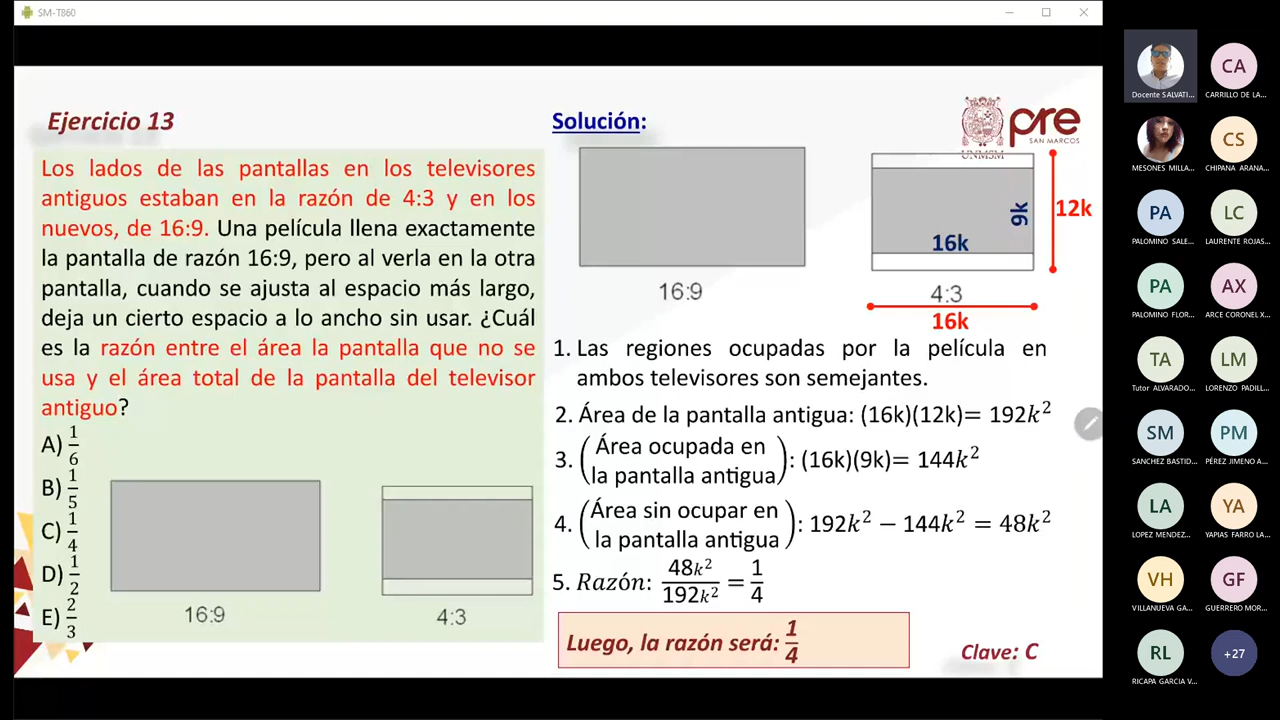 SM-T860
Ejercicio 13
Los lados de las pantallas en los televisores
antiguos estaban en la razón de 4:3 y en los
nuevos, de 16:9. Una película llena exactamente
la pantalla de razón 16:9, pero al verla en la otra
pantalla, cuando se ajusta al espacio más largo,
deja un cierto espacio a lo ancho sin usar. ¿Cuál
es la razón entre el área la pantalla que no se
usa y el área total de la pantalla del televisor
antiguo?
A) 1/6
B) 1/5
C) 1/4
D) 1/2
E) 2/3
16:9
4:3
Solución:
pre
SAN MARCOS
UNMSM
9k
12k
16k
16:9
4:3
16k
1. Las regiones ocupadas por la película en
ambos televisores son semejantes.
2. Área de la pantalla antigua: (16k)(12k)= 192k²
3. (Área ocupada en
la pantalla antigua): (16k)(9k)= 144k²
4. (Área sin ocupar en
la pantalla antigua): 192k² − 144k² = 48k²
5. Razón: 48k²/192k² = 1/4
Luego, la razón será: 1/4
Clave: C
Docente SALVATI...
CA
CARRILLO DE LA...
MESONES MILLA...
CS
CHIPANA ARANA...
PA
PALOMINO SALE...
LC
LAURENTE ROJAS...
PA
PALOMINO FLOR...
AX
ARCE CORONEL X...
TA
Tutor ALVARADO...
LM
LORENZO PADILL...
SM
SANCHEZ BASTID...
PM
PÉREZ JIMENO A...
LA
LOPEZ MENDEZ...
YA
YAPIAS FARRO LA...
VH
VILLANUEVA GA...
GF
GUERRERO MOR...
RL
RICAPA GARCIA V...
+27